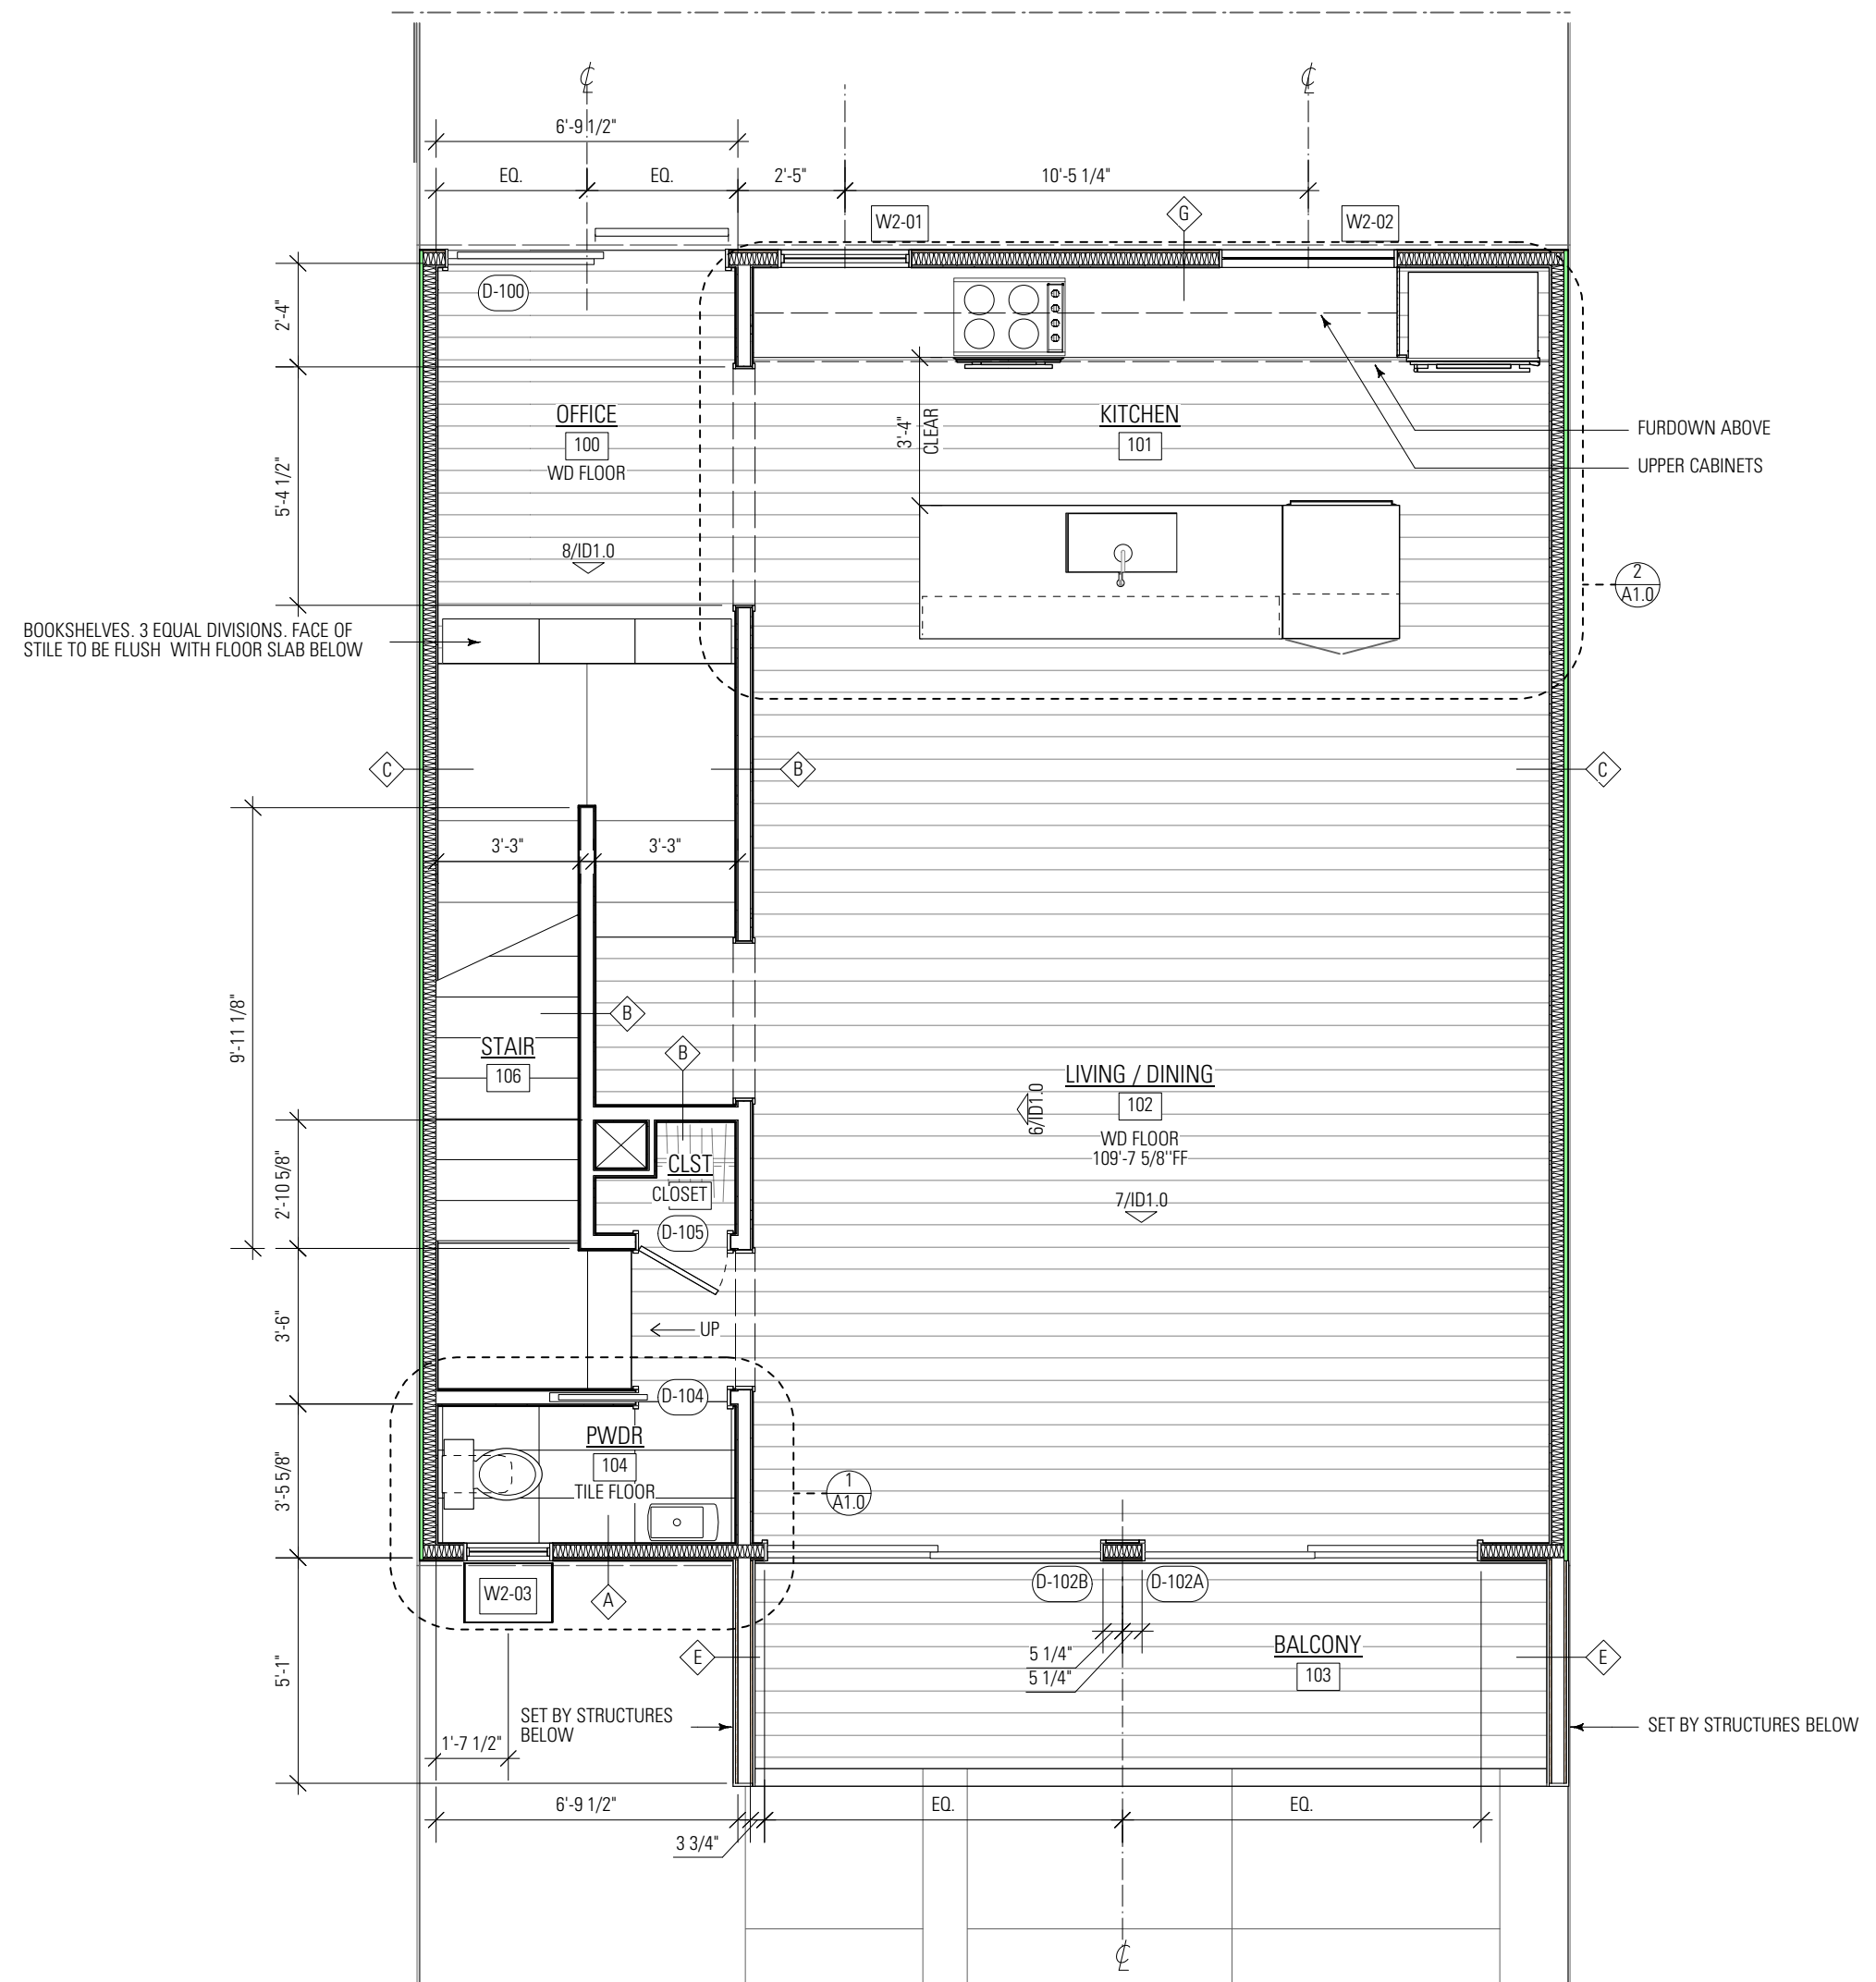 ℄
℄
6'-9 1/2"
EQ.
EQ.
2'-5"
10'-5 1/4"
W2-01
G
W2-02
D-100
2'-4"
OFFICE
100
WD FLOOR
3'-4"
CLEAR
KITCHEN
101
FURDOWN ABOVE
UPPER CABINETS
5'-4 1/2"
8/ID1.0
2
A1.0
BOOKSHELVES. 3 EQUAL DIVISIONS. FACE OF
STILE TO BE FLUSH WITH FLOOR SLAB BELOW
C
B
C
3'-3"
3'-3"
9'-11 1/8"
B
STAIR
106
B
LIVING / DINING
102
6/ID1.0
WD FLOOR
109'-7 5/8"FF
2'-10 5/8"
CLST
CLOSET
7/ID1.0
D-105
3'-6"
UP
D-104
PWDR
104
TILE FLOOR
3'-5 5/8"
1
A1.0
W2-03
A
D-102B
D-102A
5 1/4"
5 1/4"
BALCONY
103
E
E
5'-1"
SET BY STRUCTURES
BELOW
SET BY STRUCTURES BELOW
1'-7 1/2"
6'-9 1/2"
3 3/4"
EQ.
EQ.
℄